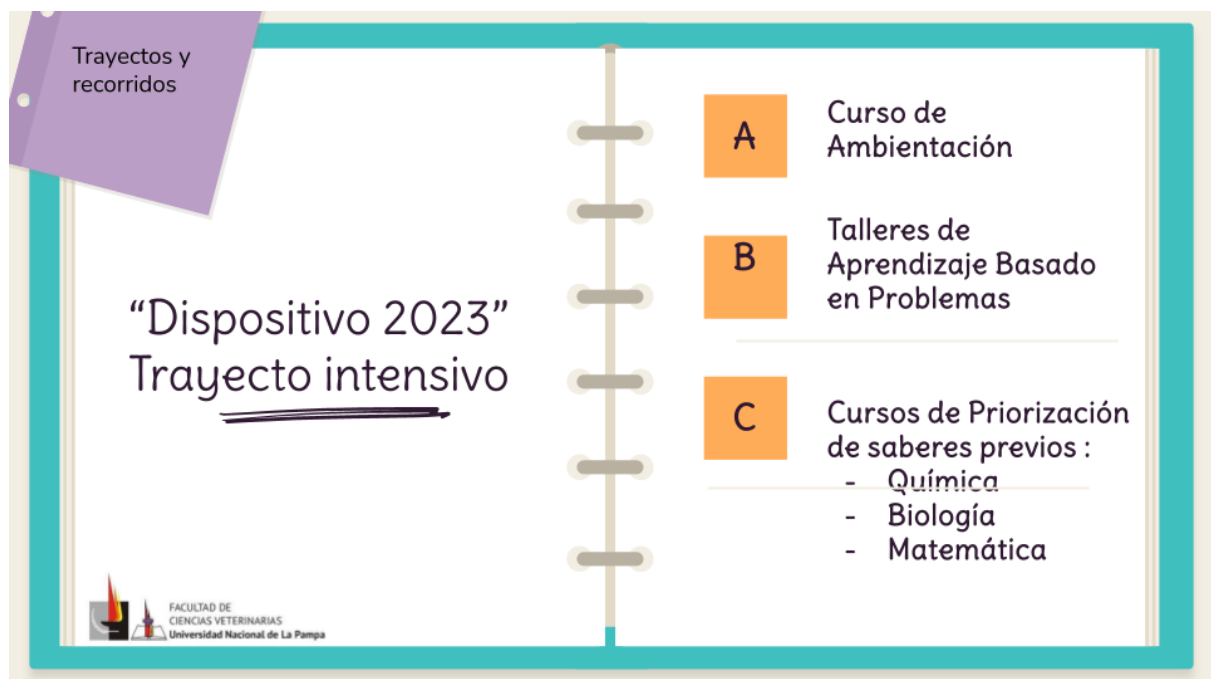 Trayectos y
recorridos
“Dispositivo 2023”
Trayecto intensivo
A
Curso de
Ambientación
B
Talleres de
Aprendizaje Basado
en Problemas
C
Cursos de Priorización
de saberes previos :
- Química
- Biología
- Matemática
FACULTAD DE
CIENCIAS VETERINARIAS
Universidad Nacional de La Pampa